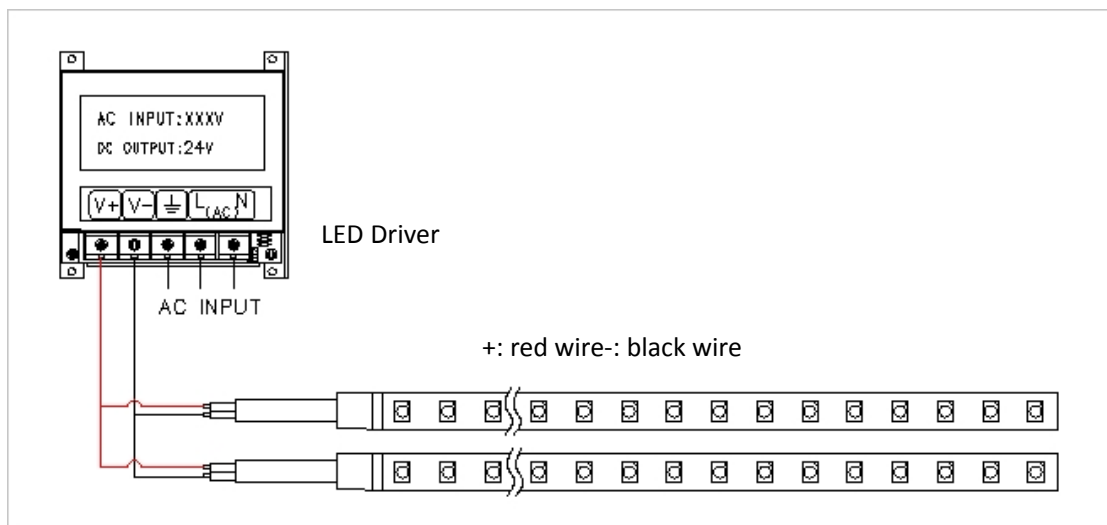 AC INPUT:XXXV
DC OUTPUT:24V
V+ V- L(AC)N
LED Driver
AC INPUT
+: red wire-: black wire